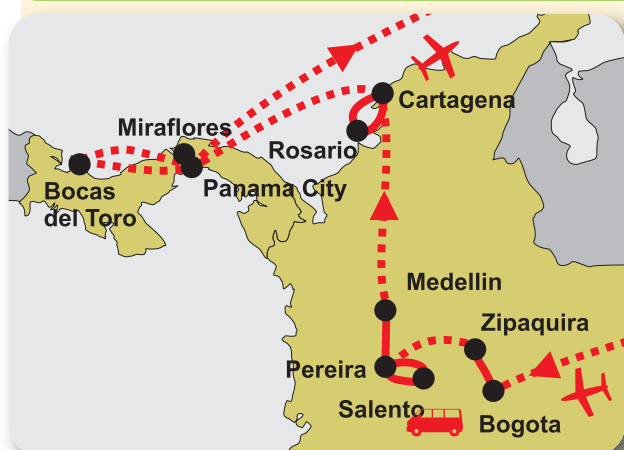 Cartagena
Miraflores
Rosario
Panama City
Bocas
del Toro
Medellin
Zipaquira
Pereira
Salento
Bogota